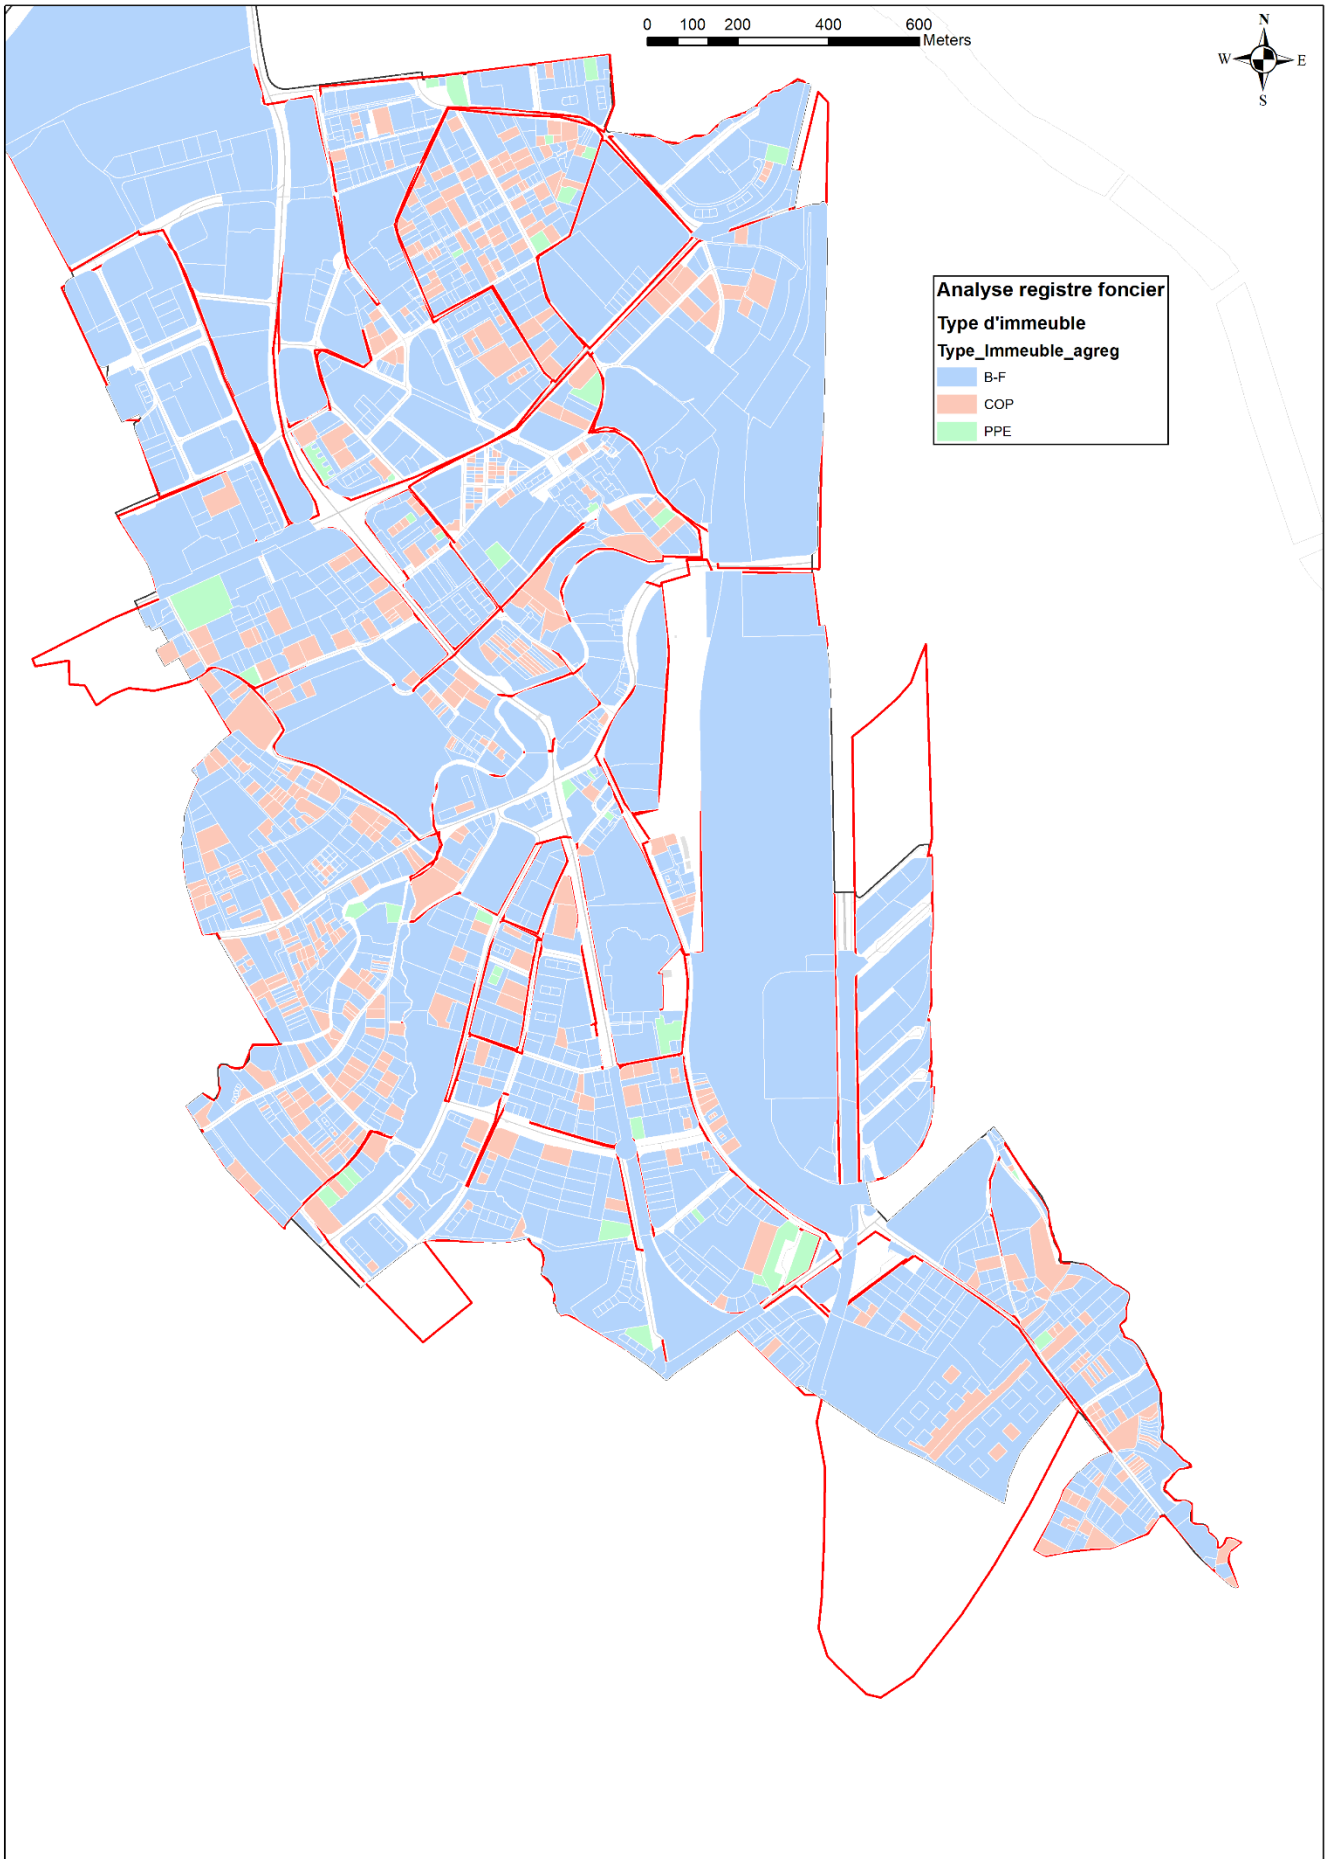 0 100 200 400 600
Meters
N
W E
S
Analyse registre foncier
Type d'immeuble
Type_Immeuble_agreg
B-F
COP
PPE